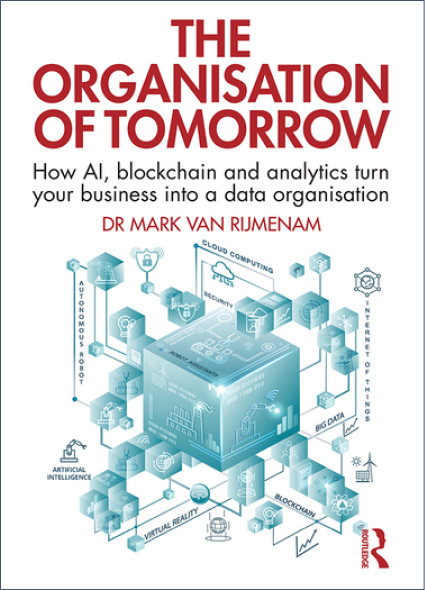 THE
ORGANISATION
OF TOMORROW
How AI, blockchain and analytics turn
your business into a data organisation
DR MARK VAN RIJMENAM
CLOUD COMPUTING
SECURITY
AUTONOMOUS ROBOT
INTERNET OF THINGS
ROBOT ASSISTANTS
BIG DATA
ARTIFICIAL
INTELLIGENCE
BLOCKCHAIN
VIRTUAL REALITY
ROUTLEDGE